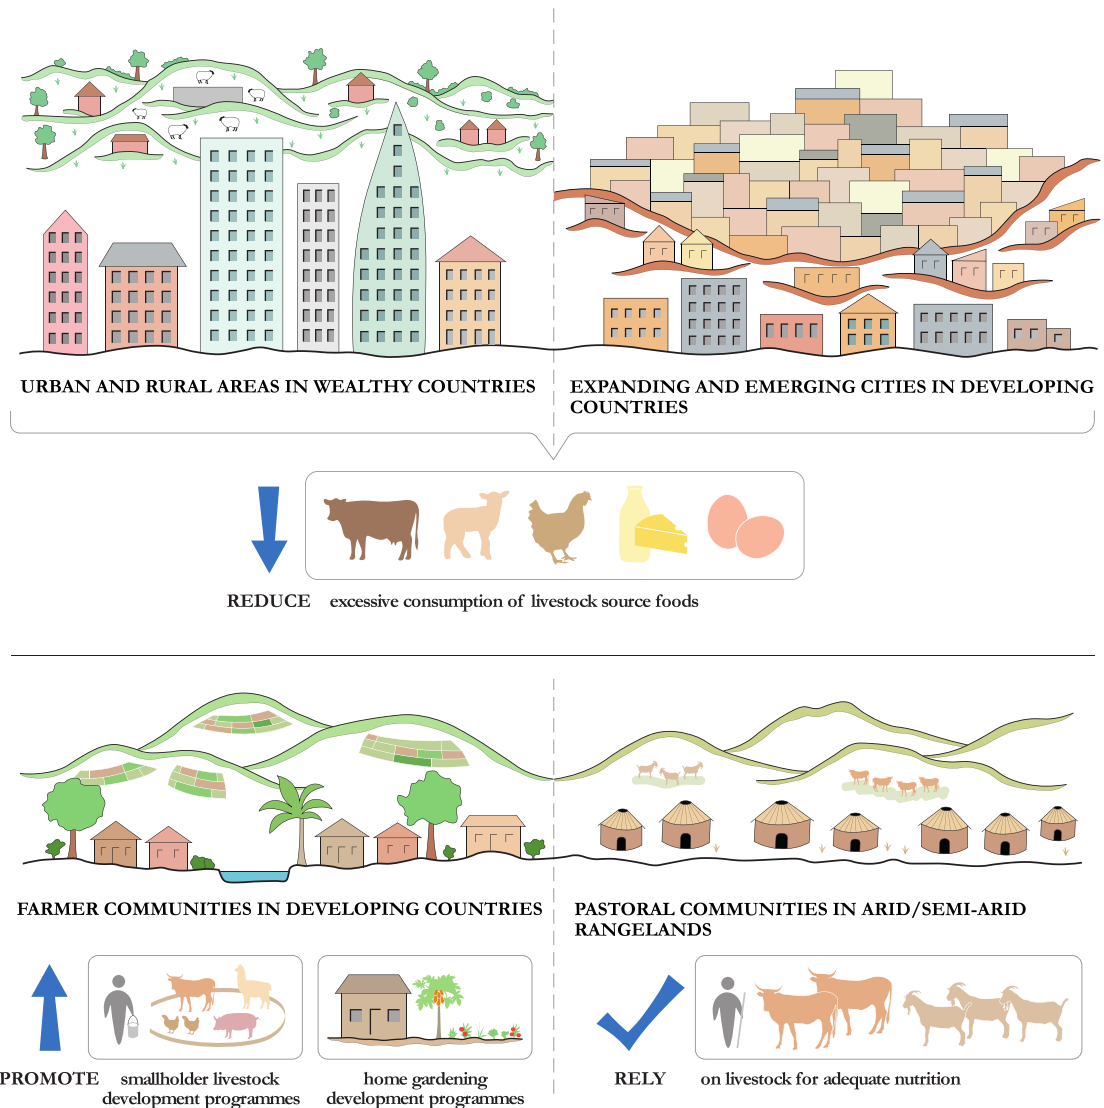 URBAN AND RURAL AREAS IN WEALTHY COUNTRIES
EXPANDING AND EMERGING CITIES IN DEVELOPING
COUNTRIES
REDUCE excessive consumption of livestock source foods
FARMER COMMUNITIES IN DEVELOPING COUNTRIES
PASTORAL COMMUNITIES IN ARID/SEMI-ARID
RANGELANDS
PROMOTE smallholder livestock
development programmes
home gardening
development programmes
RELY on livestock for adequate nutrition